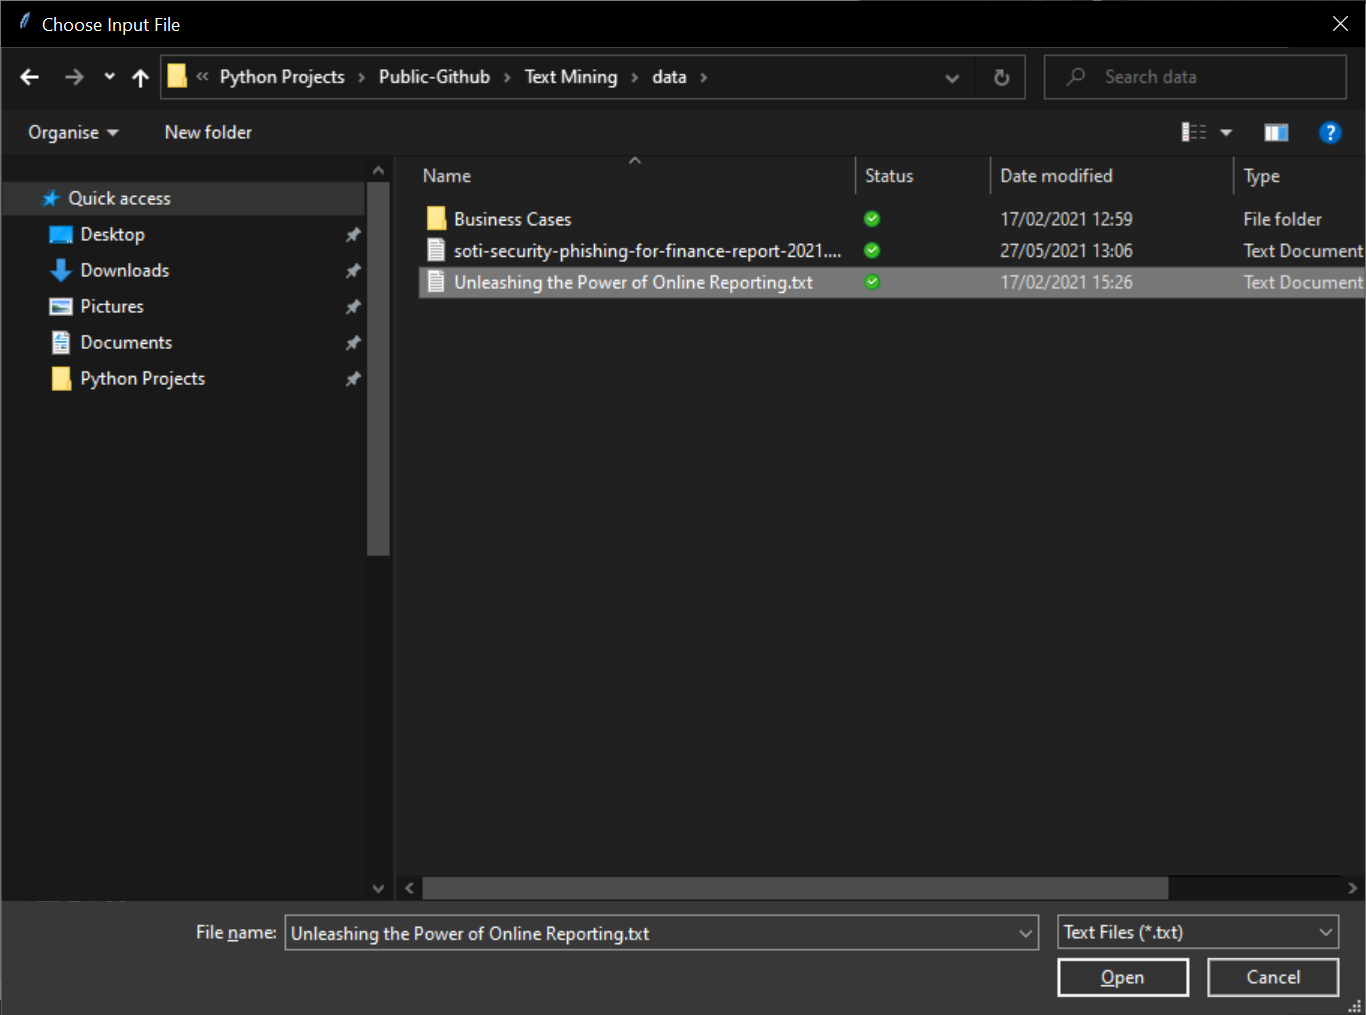 Choose Input File
« Python Projects > Public-Github > Text Mining > data >
Search data
Organise
New folder
?
Name Status Date modified Type
Quick access
Desktop
Downloads
Pictures
Documents
Python Projects
Business Cases 17/02/2021 12:59 File folder
soti-security-phishing-for-finance-report-2021.... 27/05/2021 13:06 Text Document
Unleashing the Power of Online Reporting.txt 17/02/2021 15:26 Text Document
File name: Unleashing the Power of Online Reporting.txt
Text Files (*.txt)
Open
Cancel